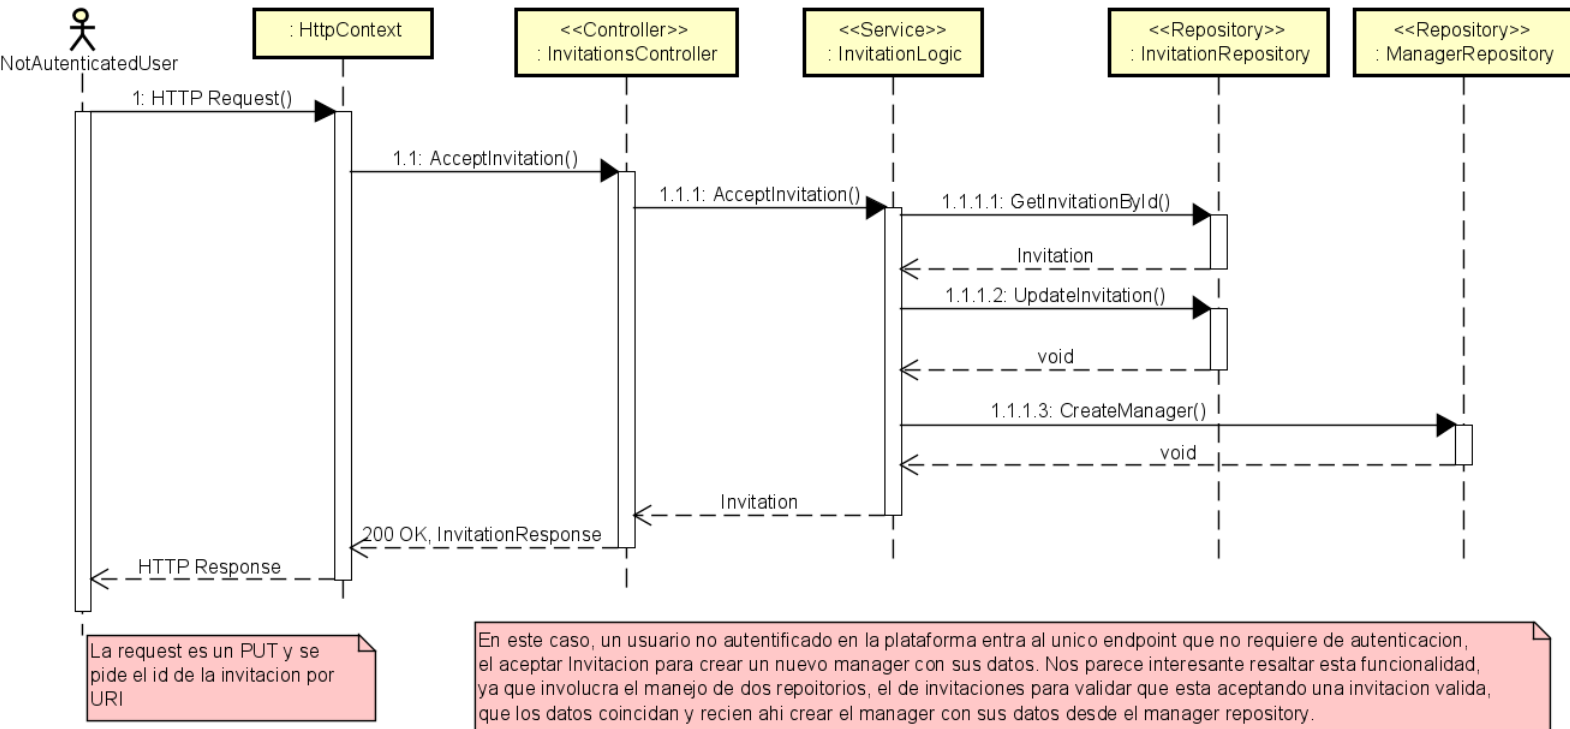 : HttpContext
<<Controller>>
: InvitationsController
<<Service>>
: InvitationLogic
<<Repository>>
: InvitationRepository
<<Repository>>
: ManagerRepository
NotAutenticatedUser
1: HTTP Request()
1.1: AcceptInvitation()
1.1.1: AcceptInvitation()
1.1.1.1: GetInvitationById()
Invitation
1.1.1.2: UpdateInvitation()
void
1.1.1.3: CreateManager()
void
Invitation
200 OK, InvitationResponse
HTTP Response
La request es un PUT y se
pide el id de la invitacion por
URI
En este caso, un usuario no autentificado en la plataforma entra al unico endpoint que no requiere de autenticacion,
el aceptar Invitacion para crear un nuevo manager con sus datos. Nos parece interesante resaltar esta funcionalidad,
ya que involucra el manejo de dos repoitorios, el de invitaciones para validar que esta aceptando una invitacion valida,
que los datos coincidan y recien ahi crear el manager con sus datos desde el manager repository.